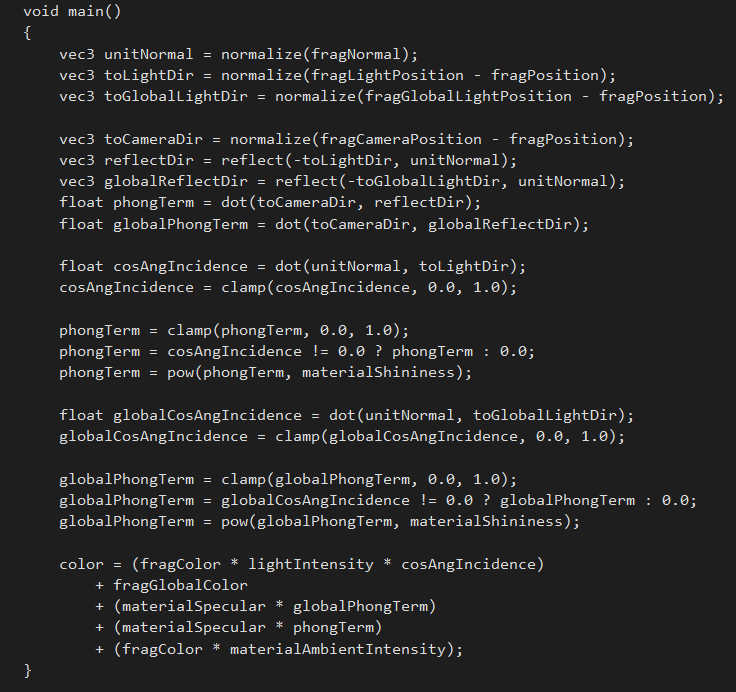 void main()
{
    vec3 unitNormal = normalize(fragNormal);
    vec3 toLightDir = normalize(fragLightPosition - fragPosition);
    vec3 toGlobalLightDir = normalize(fragGlobalLightPosition - fragPosition);

    vec3 toCameraDir = normalize(fragCameraPosition - fragPosition);
    vec3 reflectDir = reflect(-toLightDir, unitNormal);
    vec3 globalReflectDir = reflect(-toGlobalLightDir, unitNormal);
    float phongTerm = dot(toCameraDir, reflectDir);
    float globalPhongTerm = dot(toCameraDir, globalReflectDir);

    float cosAngIncidence = dot(unitNormal, toLightDir);
    cosAngIncidence = clamp(cosAngIncidence, 0.0, 1.0);

    phongTerm = clamp(phongTerm, 0.0, 1.0);
    phongTerm = cosAngIncidence != 0.0 ? phongTerm : 0.0;
    phongTerm = pow(phongTerm, materialShininess);

    float globalCosAngIncidence = dot(unitNormal, toGlobalLightDir);
    globalCosAngIncidence = clamp(globalCosAngIncidence, 0.0, 1.0);

    globalPhongTerm = clamp(globalPhongTerm, 0.0, 1.0);
    globalPhongTerm = globalCosAngIncidence != 0.0 ? globalPhongTerm : 0.0;
    globalPhongTerm = pow(globalPhongTerm, materialShininess);

    color = (fragColor * lightIntensity * cosAngIncidence)
        + fragGlobalColor
        + (materialSpecular * globalPhongTerm)
        + (materialSpecular * phongTerm)
        + (fragColor * materialAmbientIntensity);
}